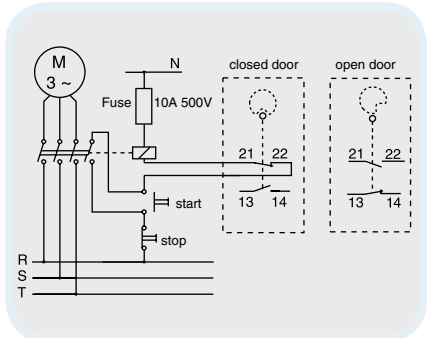 M
3 ~
N
Fuse 10A 500V
closed door
open door
21 22
13 14
21 22
13 14
start
stop
R
S
T